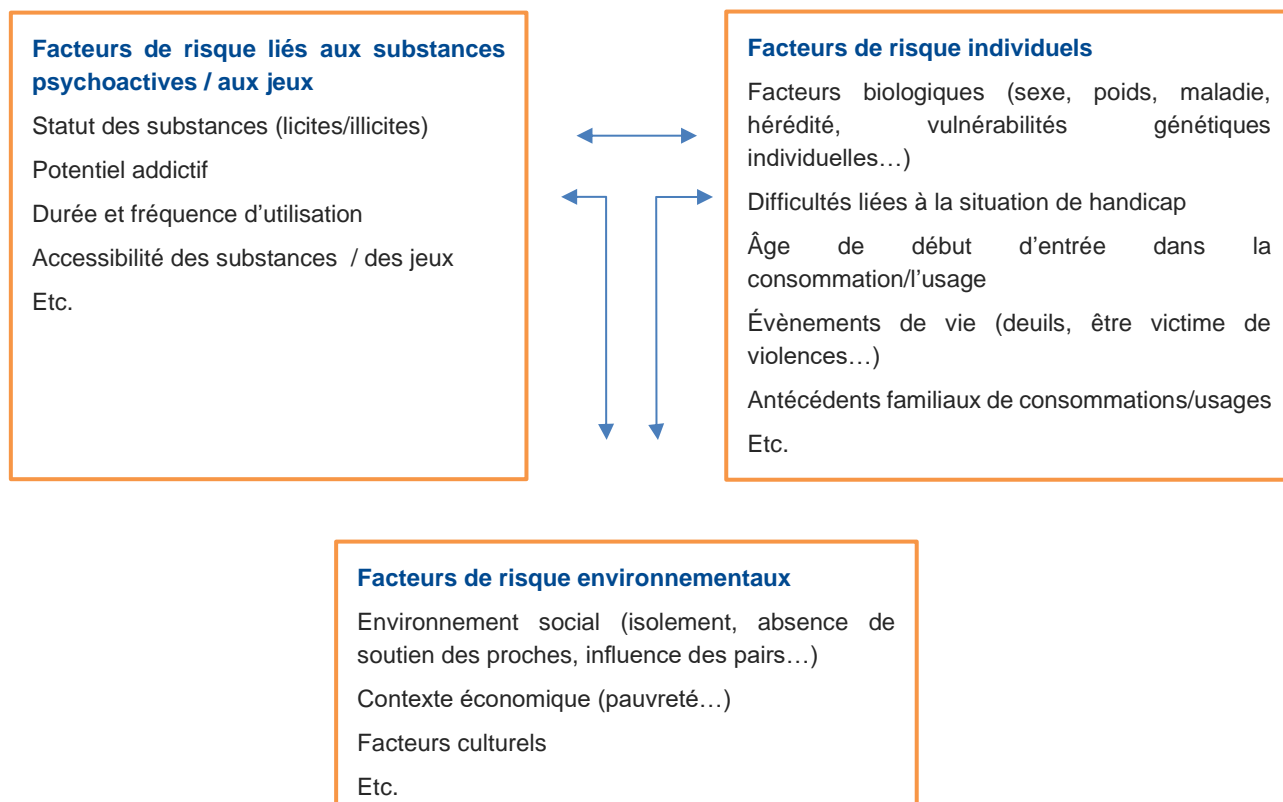 Facteurs de risque liés aux substances
psychoactives / aux jeux
Statut des substances (licites/illicites)
Potentiel addictif
Durée et fréquence d’utilisation
Accessibilité des substances / des jeux
Etc.
Facteurs de risque individuels
Facteurs biologiques (sexe, poids, maladie,
hérédité, vulnérabilités génétiques
individuelles…)
Difficultés liées à la situation de handicap
Âge de début d’entrée dans la
consommation/l’usage
Évènements de vie (deuils, être victime de
violences…)
Antécédents familiaux de consommations/usages
Etc.
Facteurs de risque environnementaux
Environnement social (isolement, absence de
soutien des proches, influence des pairs…)
Contexte économique (pauvreté…)
Facteurs culturels
Etc.